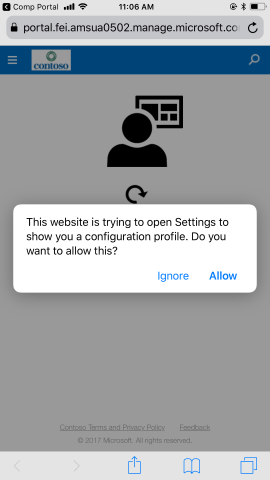 Comp Portal
11:06 AM
portal.fei.amsua0502.manage.microsoft.co
contoso
This website is trying to open Settings to
show you a configuration profile. Do you
want to allow this?
Ignore
Allow
Contoso Terms and Privacy Policy
Feedback
© 2017 Microsoft. All rights reserved.